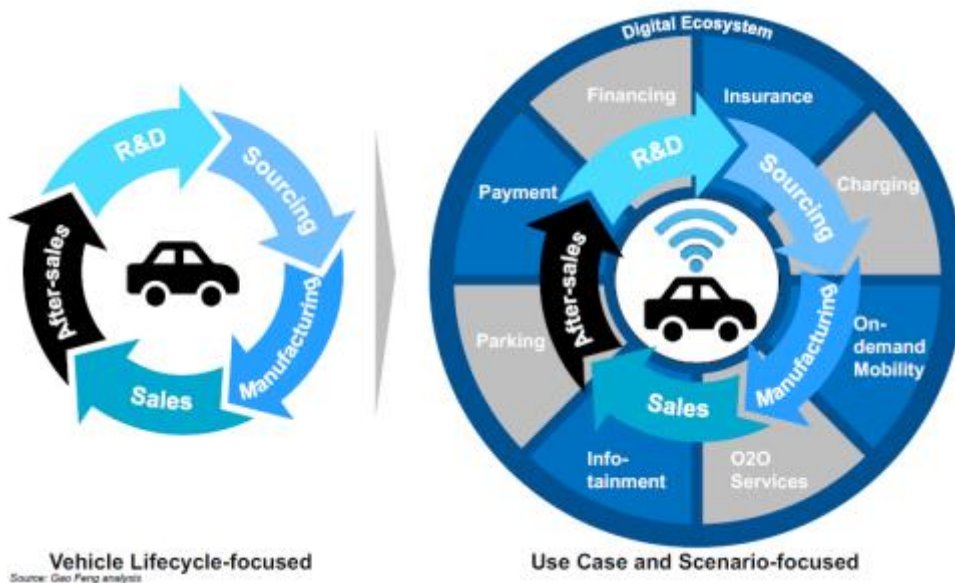 R&D
Sourcing
Manufacturing
Sales
After-sales
Vehicle Lifecycle-focused
Source: Gao Feng analysis
Digital Ecosystem
Financing
Insurance
Charging
On-
demand
Mobility
O2O
Services
Info-
tainment
Parking
Payment
R&D
Sourcing
Manufacturing
Sales
After-sales
Use Case and Scenario-focused